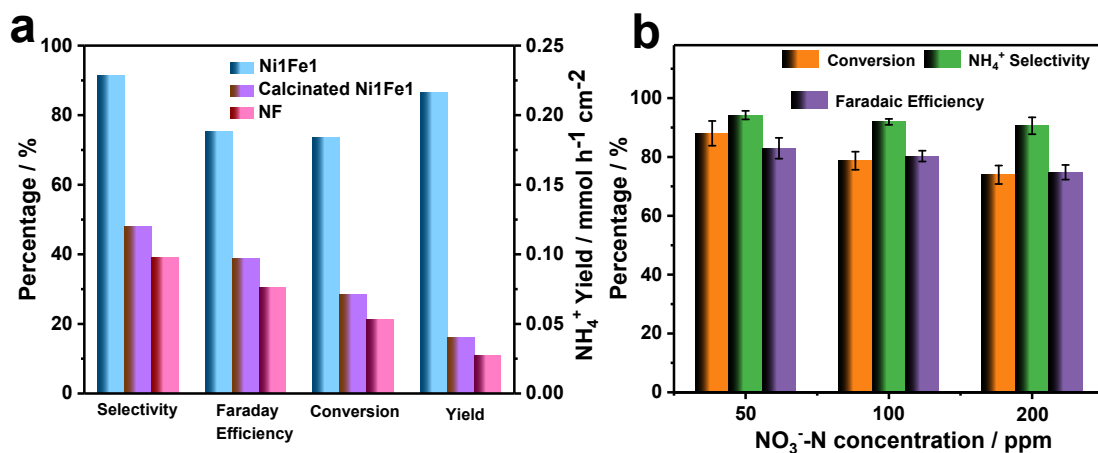 a
Percentage / %
100
80
60
40
20
0
Ni1Fe1
Calcinated Ni1Fe1
NF
Selectivity
Faraday
Efficiency
Conversion
Yield
0.25
0.20
0.15
0.10
0.05
0.00
NH₄⁺ Yield / mmol h⁻¹ cm⁻²
b
Percentage / %
100
80
60
40
20
0
Conversion
NH₄⁺ Selectivity
Faradaic Efficiency
50
100
200
NO₃⁻-N concentration / ppm